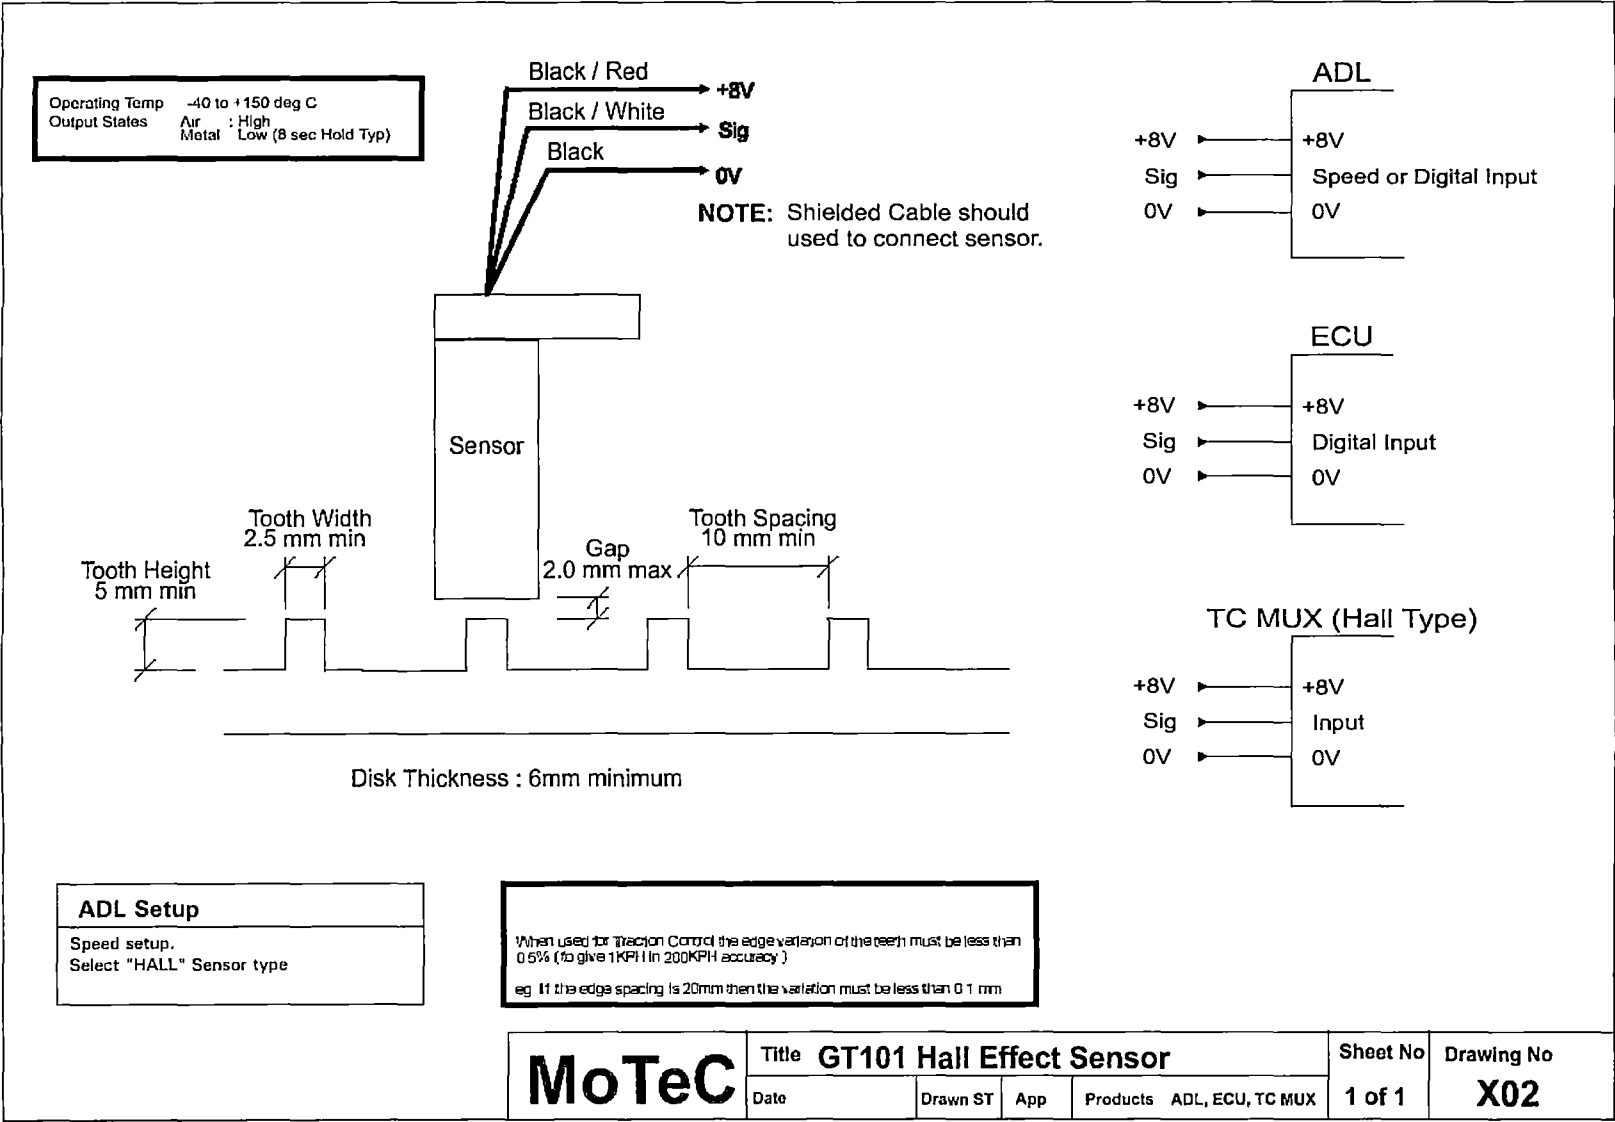 Operating Temp -40 to +150 deg C
Output States Air : High
Metal Low (8 sec Hold Typ)
Black / Red
+8V
Black / White
Sig
Black
0V
NOTE: Shielded Cable should
used to connect sensor.
Sensor
Tooth Width
2.5 mm min
Tooth Height
5 mm min
Gap
2.0 mm max
Tooth Spacing
10 mm min
Disk Thickness : 6mm minimum
ADL
+8V +8V
Sig Speed or Digital Input
0V 0V
ECU
+8V +8V
Sig Digital Input
0V 0V
TC MUX (Hall Type)
+8V +8V
Sig Input
0V 0V
ADL Setup
Speed setup.
Select "HALL" Sensor type
When used for Traction Control the edge variation of the teeth must be less than
0.5% (to give 1KPH in 200KPH accuracy )
eg If the edge spacing is 20mm then the variation must be less than 0 1 mm
MoTeC
Title GT101 Hall Effect Sensor
Sheet No
1 of 1
Drawing No
X02
Date
Drawn ST
App
Products ADL, ECU, TC MUX